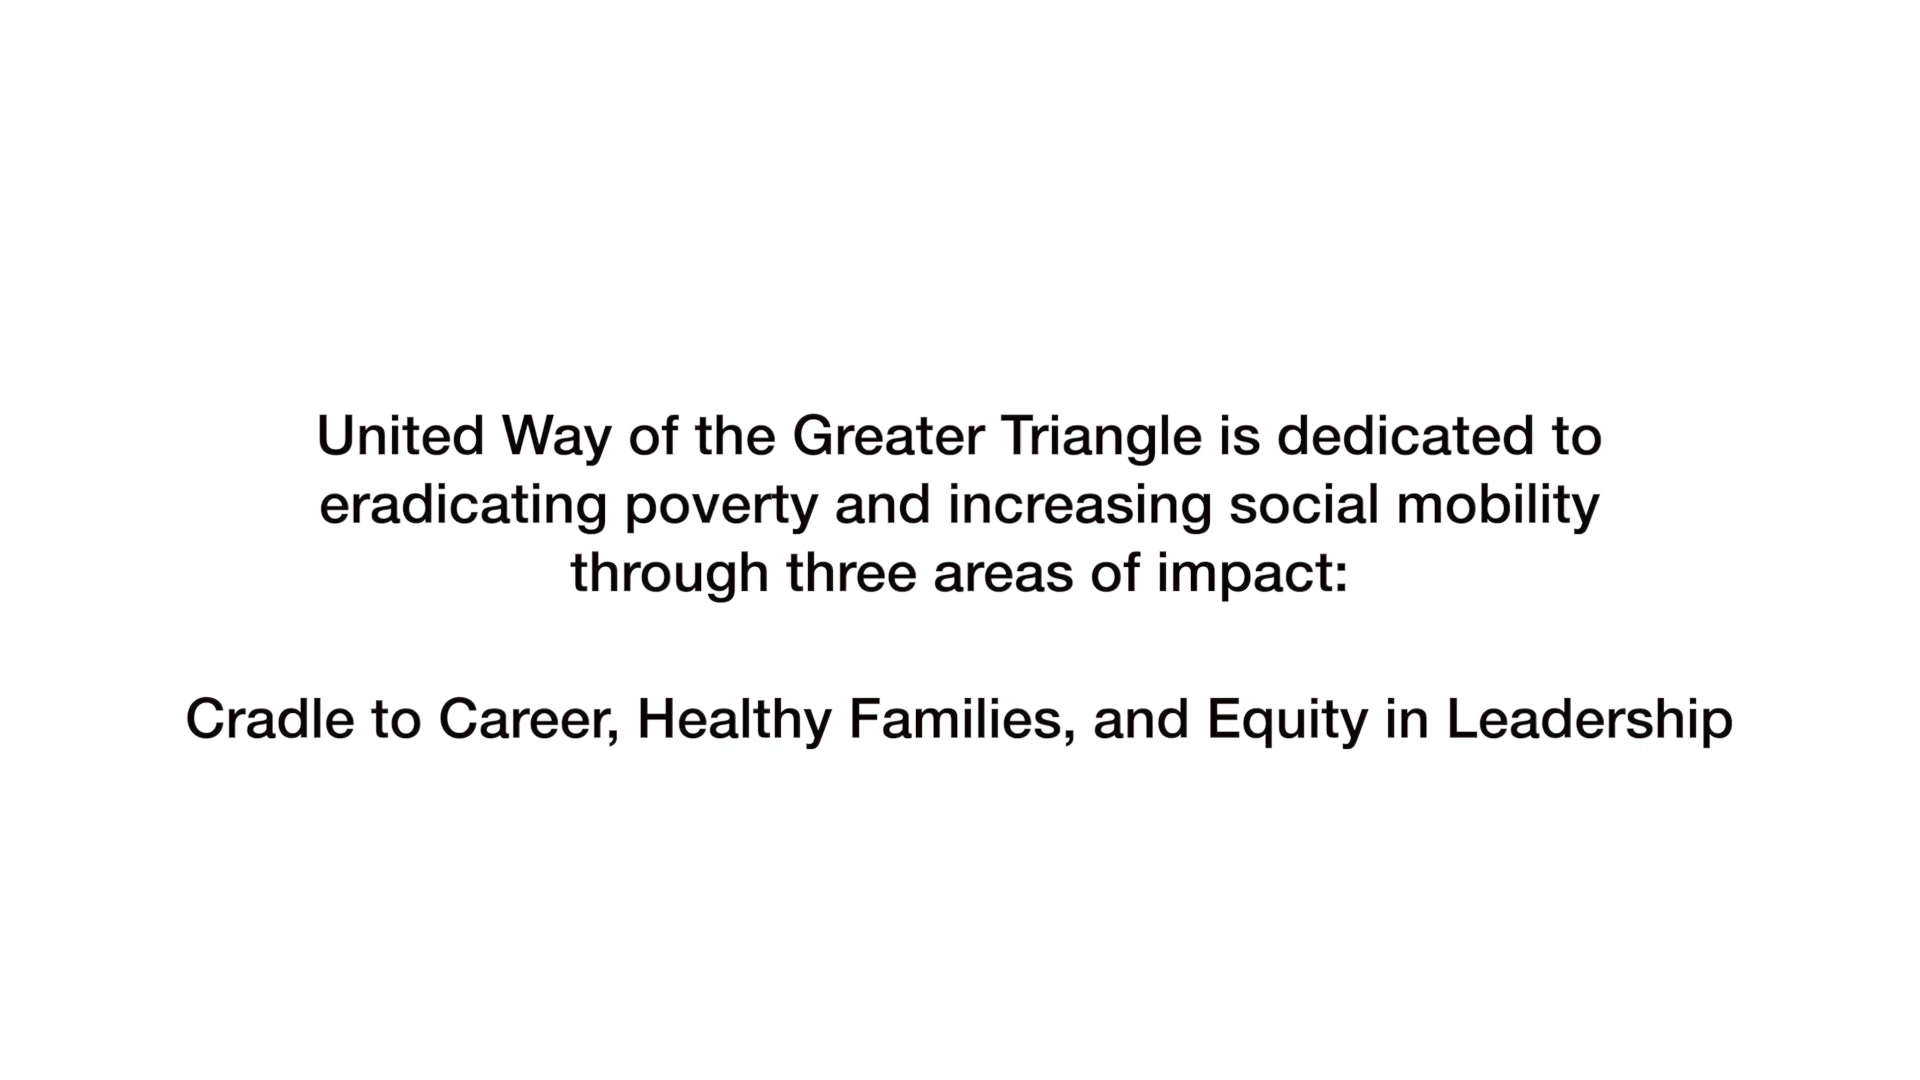 United Way of the Greater Triangle is dedicated to
eradicating poverty and increasing social mobility
through three areas of impact:
Cradle to Career, Healthy Families, and Equity in Leadership